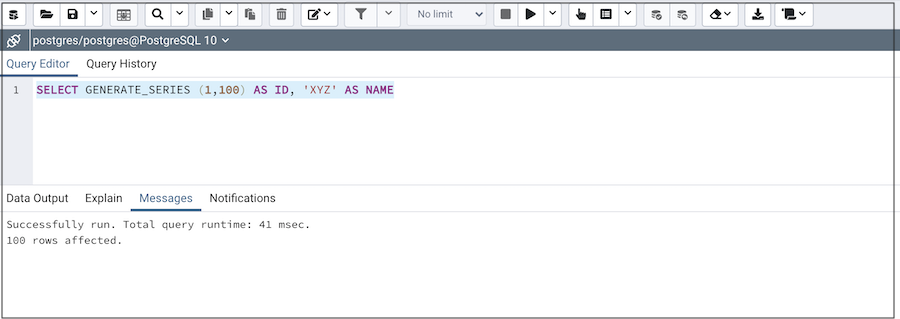 No limit
postgres/postgres@PostgreSQL 10
Query Editor Query History
1 SELECT GENERATE_SERIES (1,100) AS ID, 'XYZ' AS NAME
Data Output Explain Messages Notifications
Successfully run. Total query runtime: 41 msec.
100 rows affected.